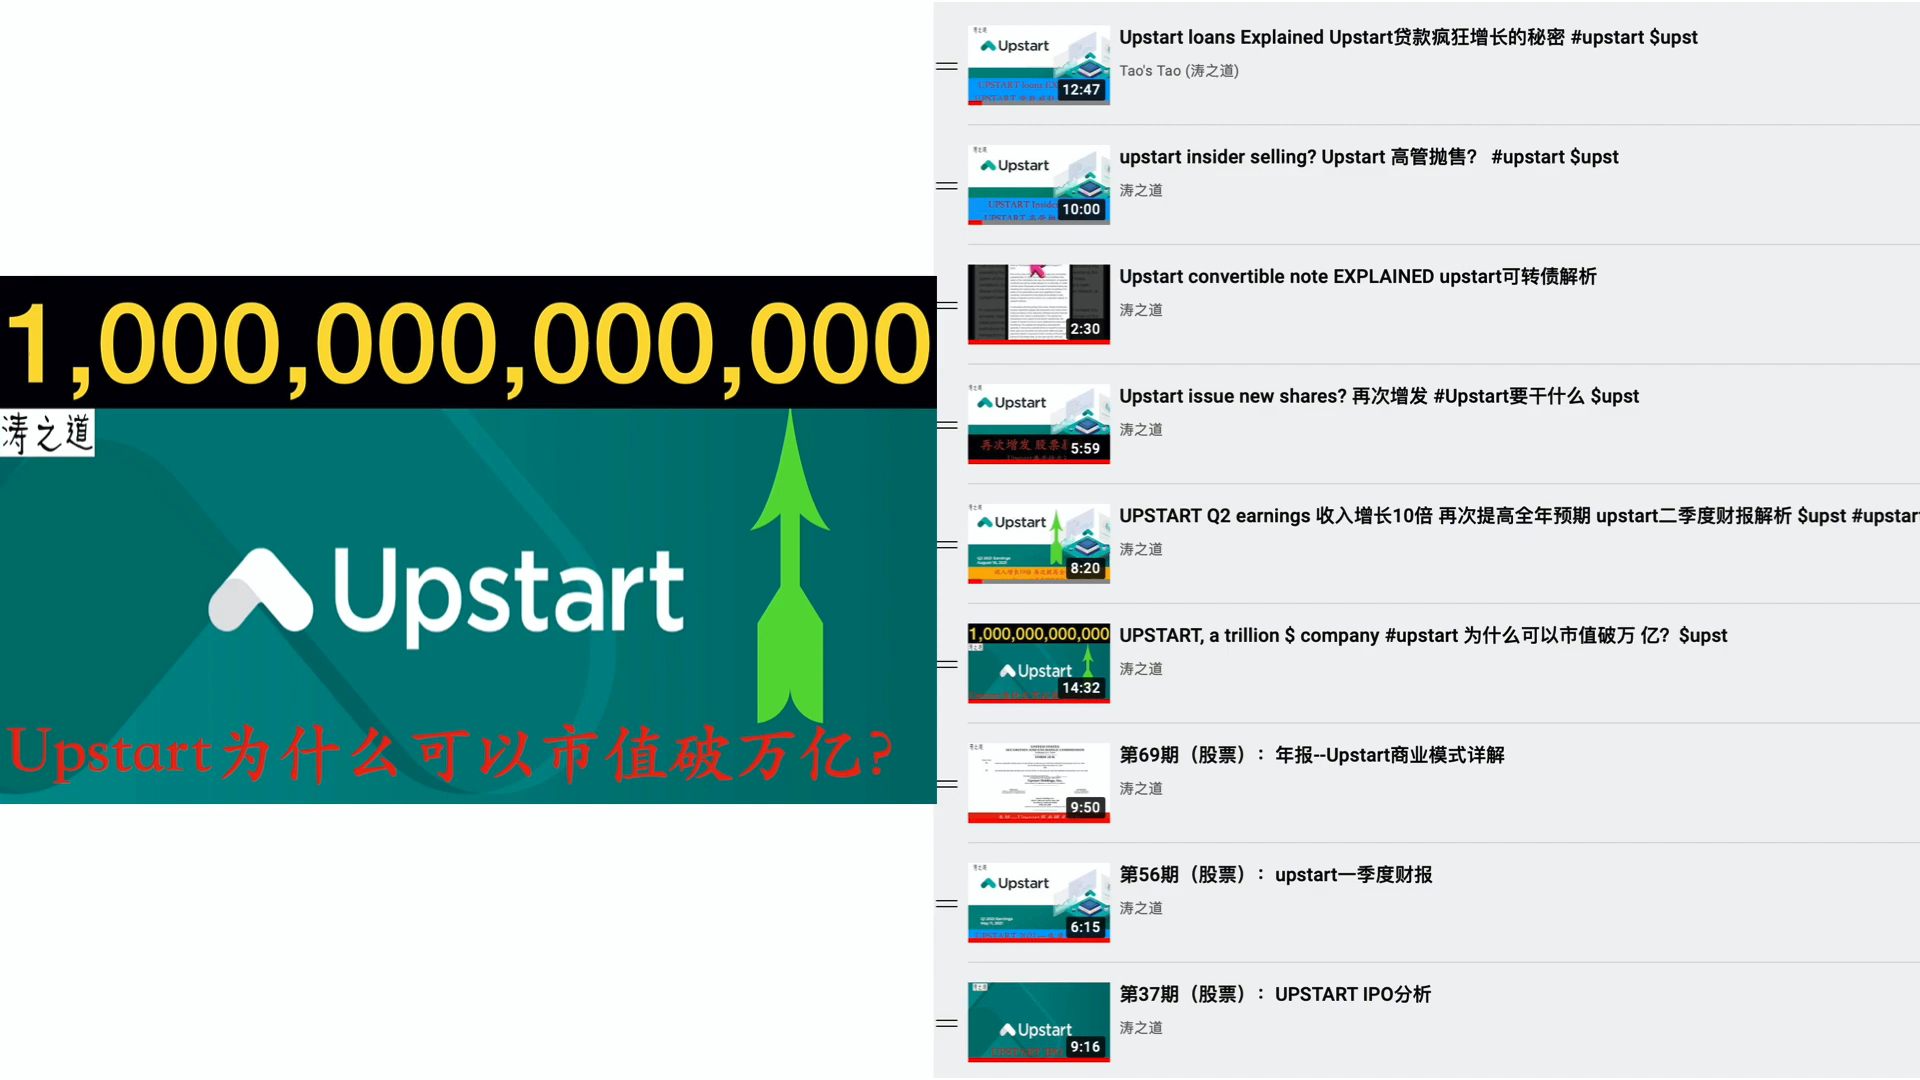 1,000,000,000,000
涛之道
Upstart
Upstart为什么可以市值破万亿?
Upstart
12:47
Upstart loans Explained Upstart贷款疯狂增长的秘密 #upstart $upst
Tao's Tao (涛之道)
Upstart
10:00
upstart insider selling? Upstart 高管抛售? #upstart $upst
涛之道
2:30
Upstart convertible note EXPLAINED upstart可转债解析
涛之道
Upstart
再次增发 股票
5:59
Upstart issue new shares? 再次增发 #Upstart要干什么 $upst
涛之道
Upstart
8:20
UPSTART Q2 earnings 收入增长10倍 再次提高全年预期 upstart二季度财报解析 $upst #upstar
涛之道
1,000,000,000,000
Upstart
14:32
UPSTART, a trillion $ company #upstart 为什么可以市值破万 亿? $upst
涛之道
9:50
第69期（股票）：年报--Upstart商业模式详解
涛之道
Upstart
6:15
第56期（股票）：upstart一季度财报
涛之道
Upstart
9:16
第37期（股票）：UPSTART IPO分析
涛之道